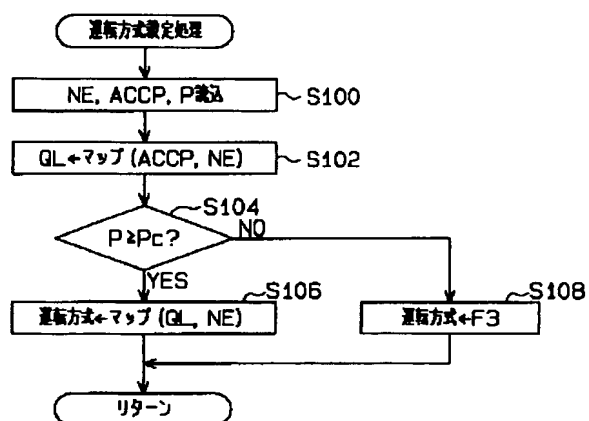 運転方式設定処理
NE, ACCP, P読込
S100
QL←マップ(ACCP, NE)
S102
S104
P≧Pc?
NO
YES
S106
運転方式←マップ(QL, NE)
S108
運転方式←F3
リターン